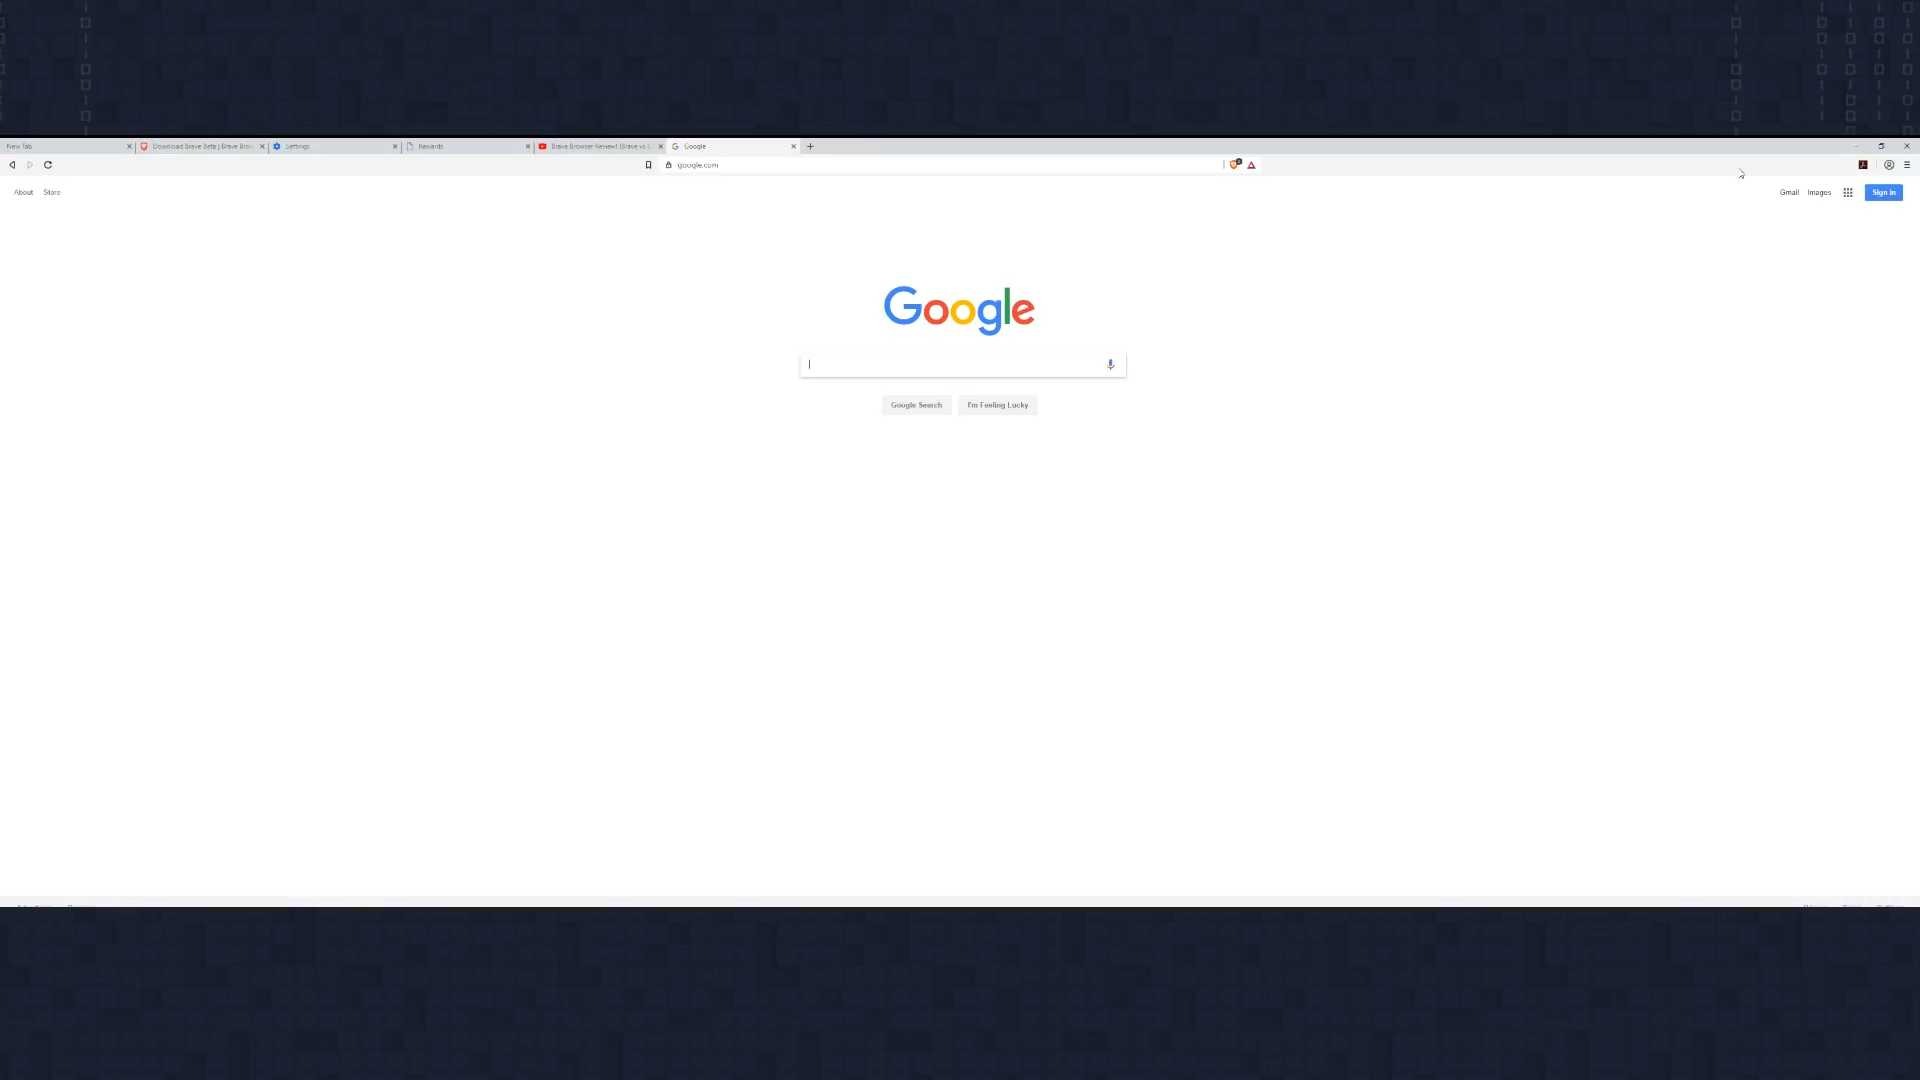 New Tab
Download Brave Beta | Brave Brow
Settings
Rewards
Brave Browser Review! (Brave vs
Google
google.com
About
Store
Gmail
Images
Sign in
Google
Google Search
I'm Feeling Lucky